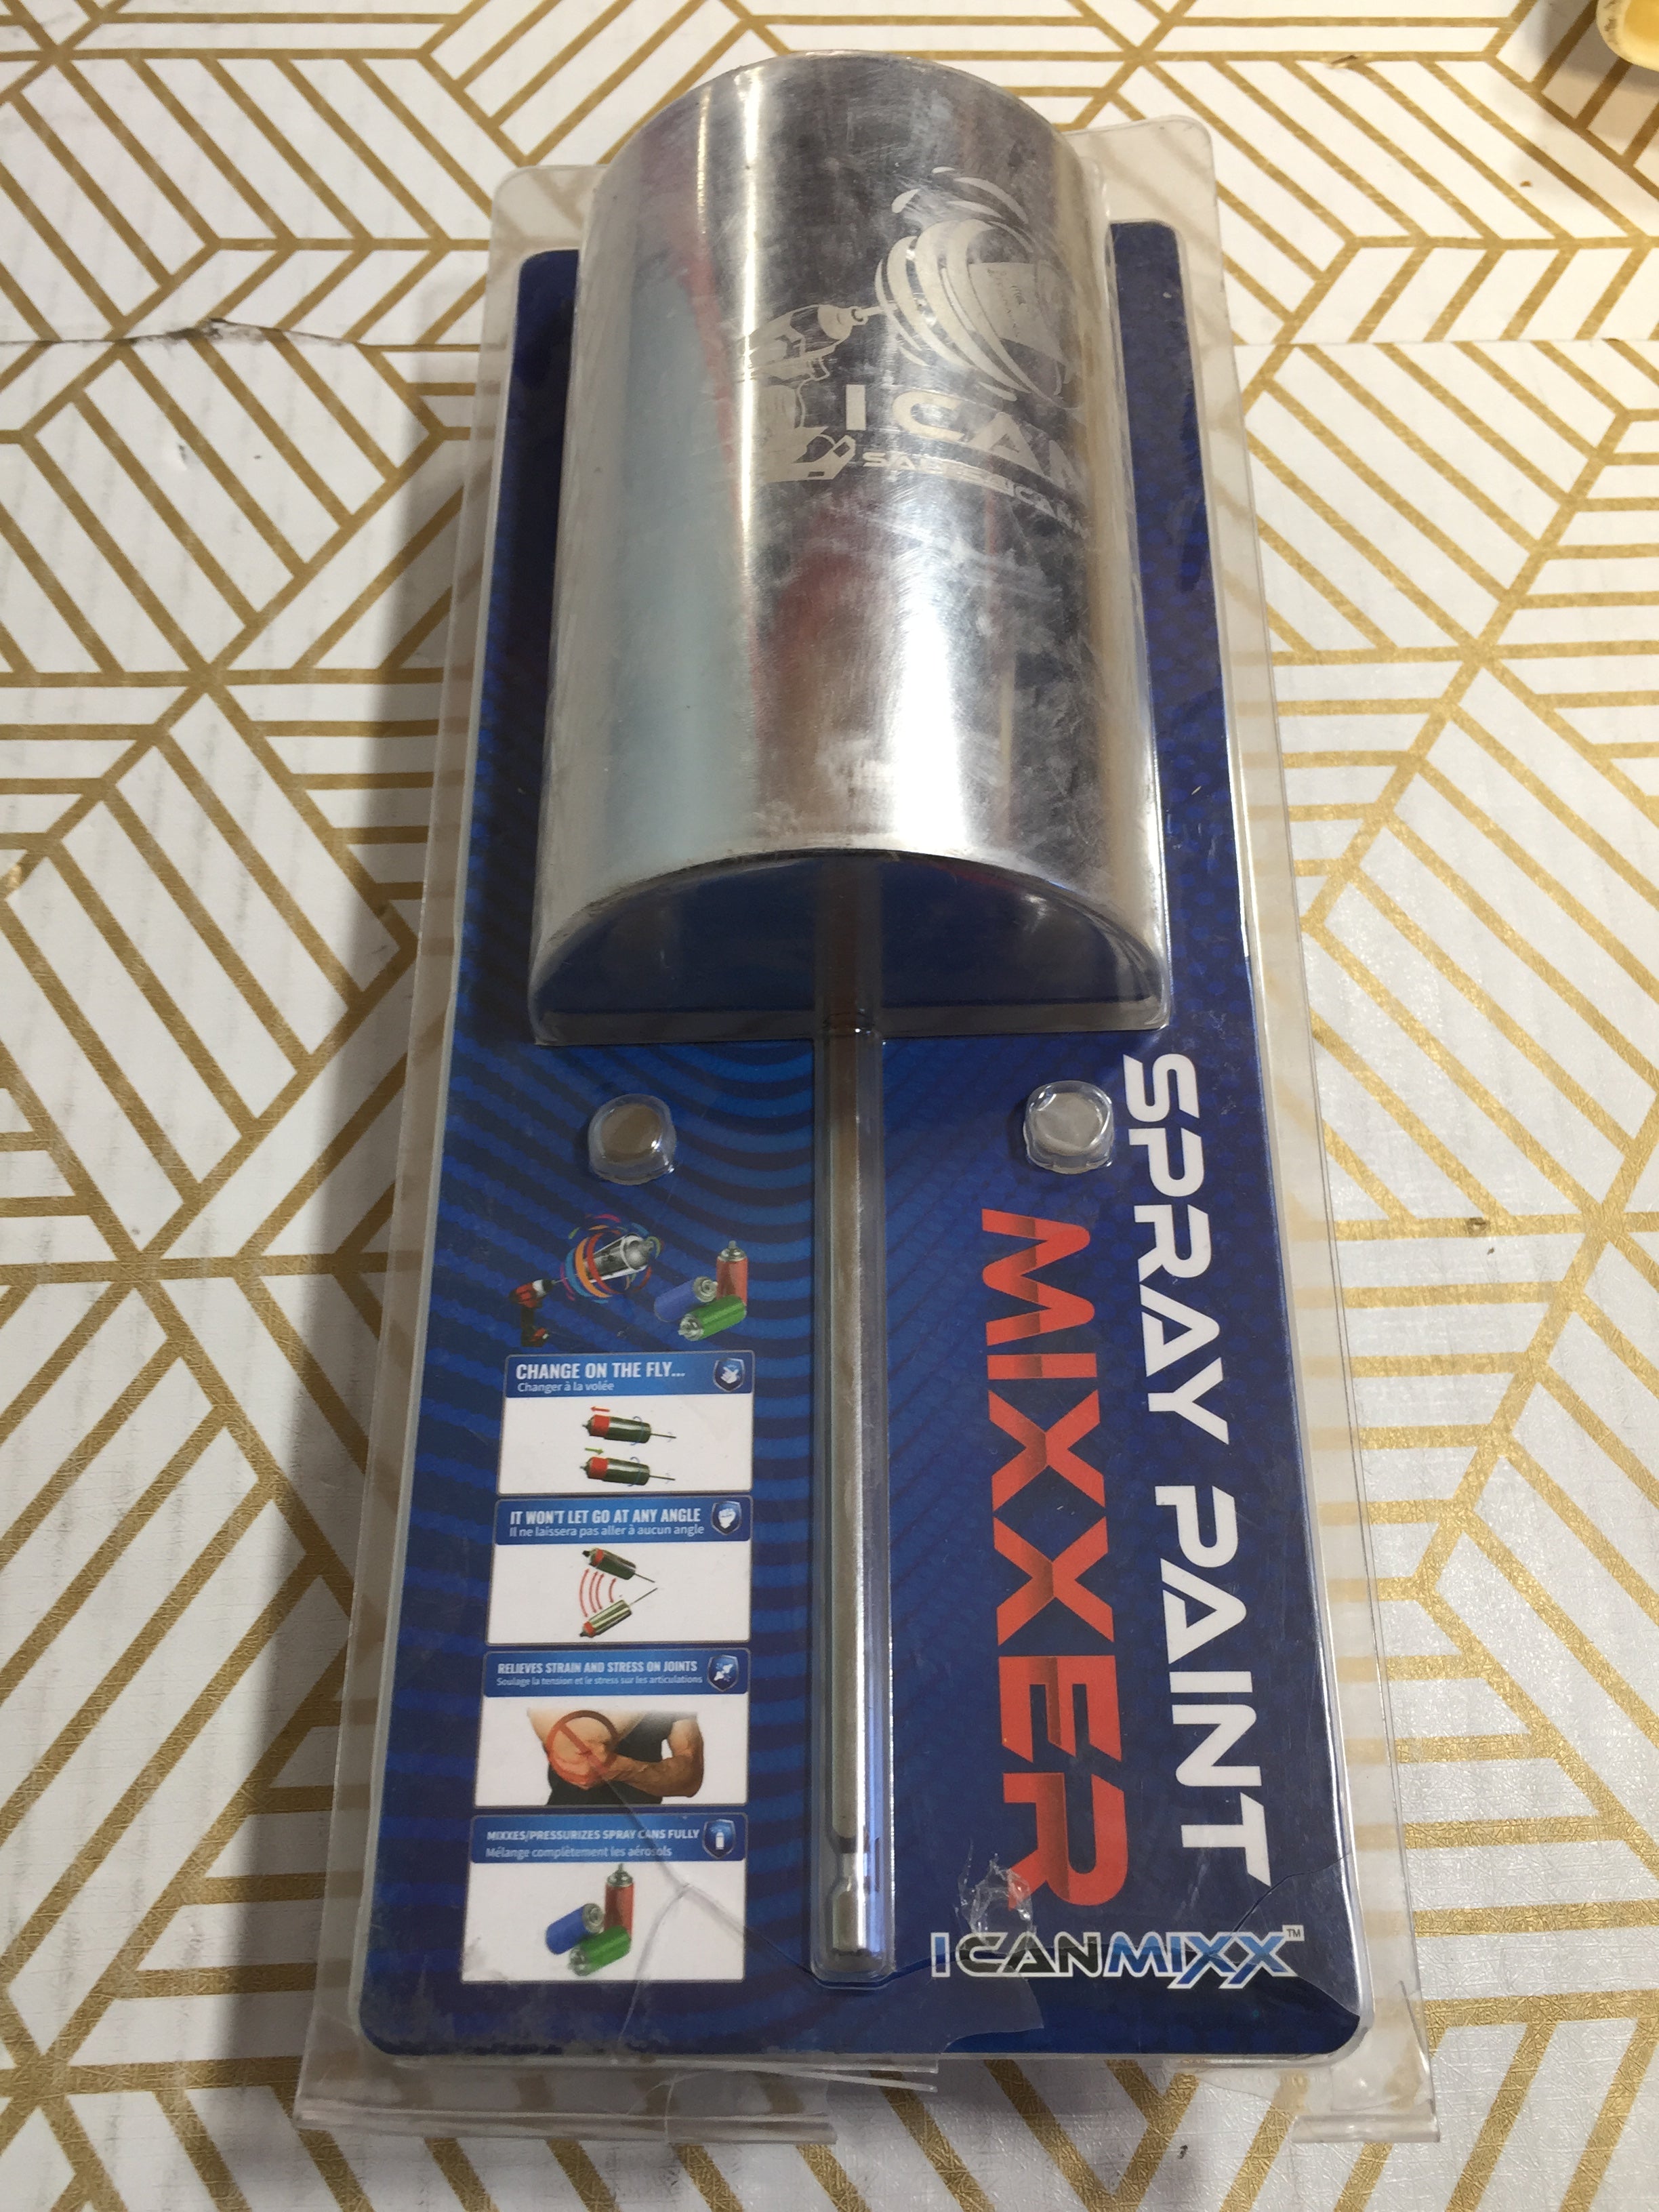 I CAN
SPRAY PAINT
MIXXER
CHANGE ON THE FLY...
Changer à la volée
IT WON'T LET GO AT ANY ANGLE
Il ne laissera pas aller à aucun angle
RELIEVES STRAIN AND STRESS ON JOINTS
Soulage la tension et le stress sur les articulations
MIXXES/PRESSURIZES SPRAY CANS FULLY
Mélange complètement les aérosols
I CANMIXX™